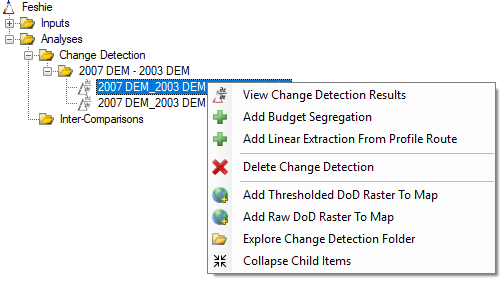 Feshie
Inputs
Analyses
Change Detection
2007 DEM - 2003 DEM
2007 DEM_2003 DEM
2007 DEM_2003 DEM
Inter-Comparisons
View Change Detection Results
Add Budget Segregation
Add Linear Extraction From Profile Route
Delete Change Detection
Add Thresholded DoD Raster To Map
Add Raw DoD Raster To Map
Explore Change Detection Folder
Collapse Child Items